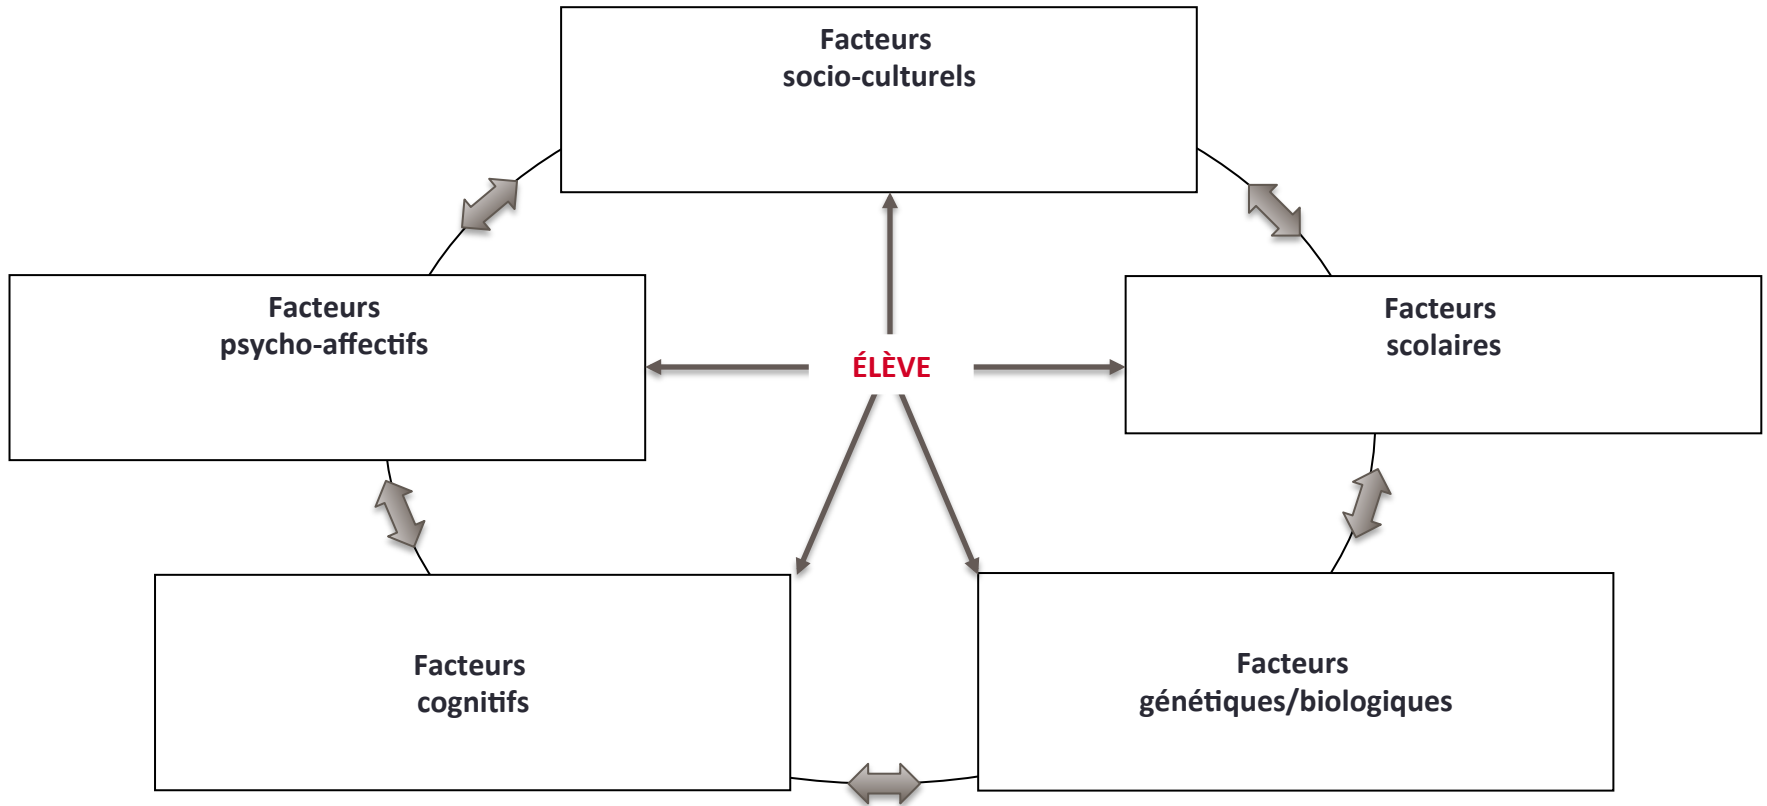 Facteurs
socio-culturels
Facteurs
psycho-affectifs
Facteurs
scolaires
ÉLÈVE
Facteurs
cognitifs
Facteurs
génétiques/biologiques